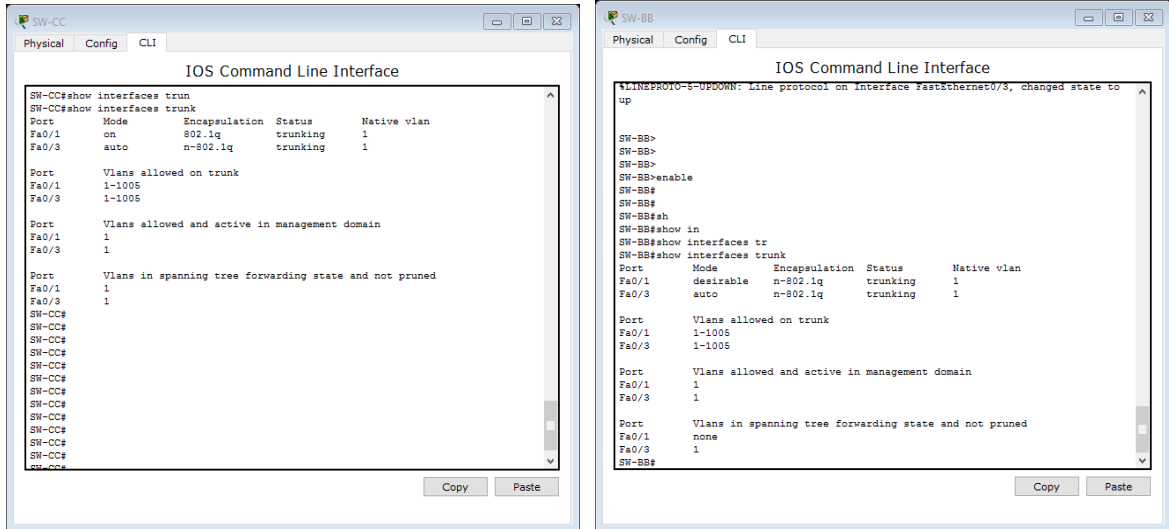 SW-CC
Physical Config CLI
IOS Command Line Interface
SW-CC#show interfaces trun
SW-CC#show interfaces trunk
Port Mode Encapsulation Status Native vlan
Fa0/1 on 802.1q trunking 1
Fa0/3 auto n-802.1q trunking 1
Port Vlans allowed on trunk
Fa0/1 1-1005
Fa0/3 1-1005
Port Vlans allowed and active in management domain
Fa0/1 1
Fa0/3 1
Port Vlans in spanning tree forwarding state and not pruned
Fa0/1 1
Fa0/3 1
SW-CC#
SW-CC#
SW-CC#
SW-CC#
SW-CC#
SW-CC#
SW-CC#
SW-CC#
SW-CC#
SW-CC#
SW-CC#
SW-CC#
SW-CC#
Copy Paste
SW-BB
Physical Config CLI
IOS Command Line Interface
%LINEPROTO-5-UPDOWN: Line protocol on Interface FastEthernet0/3, changed state to
up
SW-BB>
SW-BB>
SW-BB>
SW-BB>enable
SW-BB#
SW-BB#
SW-BB#sh
SW-BB#show in
SW-BB#show interfaces tr
SW-BB#show interfaces trunk
Port Mode Encapsulation Status Native vlan
Fa0/1 desirable n-802.1q trunking 1
Fa0/3 auto n-802.1q trunking 1
Port Vlans allowed on trunk
Fa0/1 1-1005
Fa0/3 1-1005
Port Vlans allowed and active in management domain
Fa0/1 1
Fa0/3 1
Port Vlans in spanning tree forwarding state and not pruned
Fa0/1 none
Fa0/3 1
SW-BB#
Copy Paste